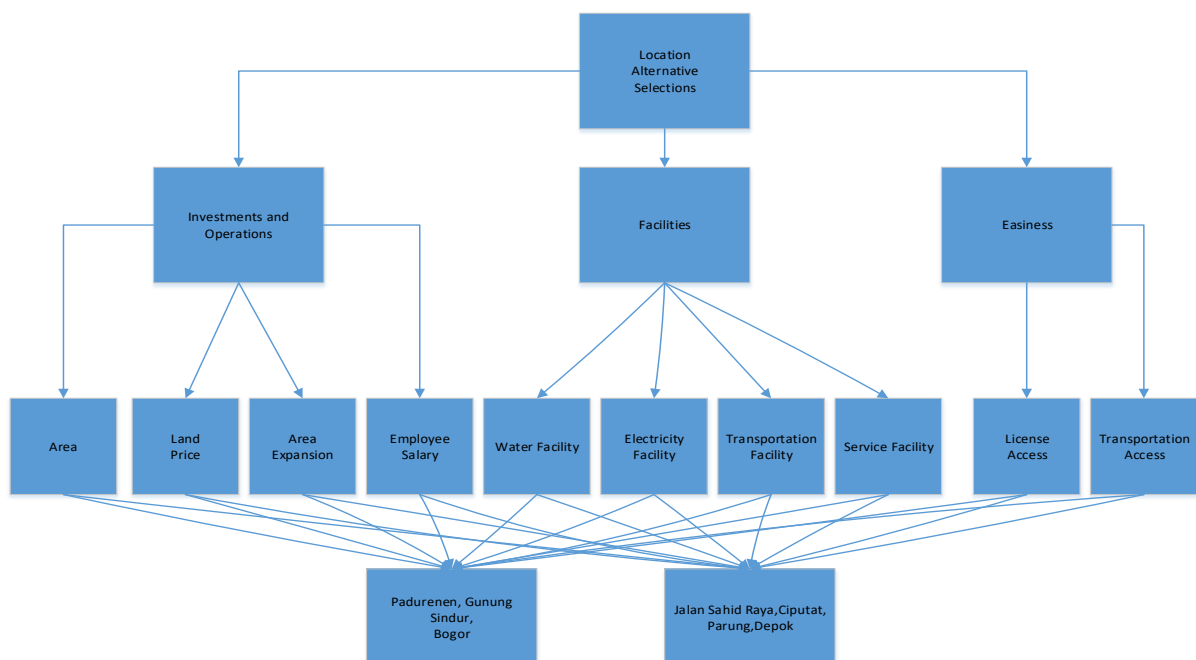 Location
Alternative
Selections
Investments and
Operations
Facilities
Easiness
Area
Land
Price
Area
Expansion
Employee
Salary
Water Facility
Electricity
Facility
Transportation
Facility
Service Facility
License
Access
Transportation
Access
Padurenen, Gunung
Sindur,
Bogor
Jalan Sahid Raya,Ciputat,
Parung,Depok